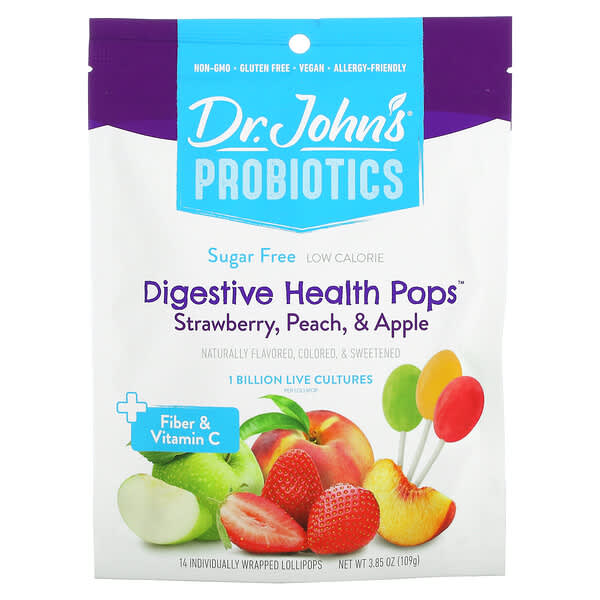 NON-GMO • GLUTEN FREE • VEGAN • ALLERGY-FRIENDLY
Dr. John's®
PROBIOTICS
Sugar Free LOW CALORIE
Digestive Health Pops™
Strawberry, Peach, & Apple
NATURALLY FLAVORED, COLORED, & SWEETENED
1 BILLION LIVE CULTURES
PER LOLLIPOP
Fiber &
Vitamin C
14 INDIVIDUALLY WRAPPED LOLLIPOPS NET WT 3.85 OZ (109g)